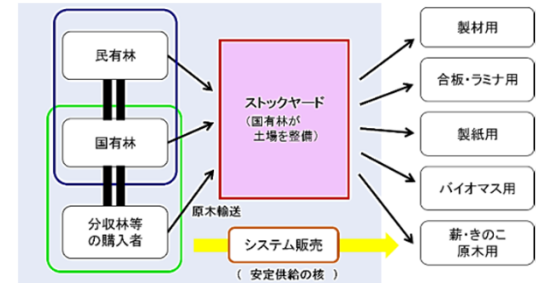 民有林
国有林
分収林等
の購入者
ストックヤード
(国有林が
土場を整備)
原木輸送
システム販売
( 安定供給の核 )
製材用
合板・ラミナ用
製紙用
バイオマス用
薪・きのこ
原木用